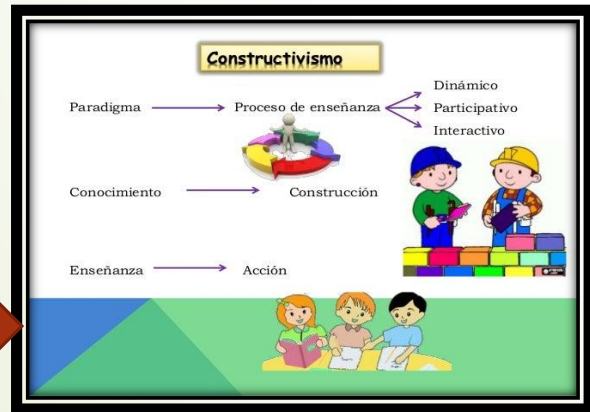 Constructivismo
Paradigma Proceso de enseñanza Dinámico
Participativo
Interactivo
Conocimiento Construcción
Enseñanza Acción